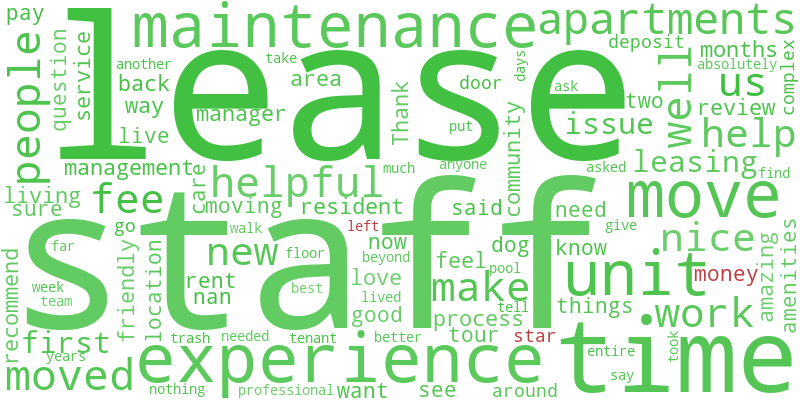 pay
maintenance
apartments
people
question
service
another
take
lease
days
deposit
months
absolutely
complex
back
area
door
ask
us
way
manager
Thank
put
two
well
review
live
issue
help
management
much
anyone
community
asked
leasing
find
living
sure
fee
care
helpful
moving
resident
said
need
move
go
left
give
staff
new
far
walk
floor
now
beyond
dog
know
nice
amenities
recommend
friendly
location
week
team
rent
nan
best
love
lived
feel
pool
make
tell
unit
things
money
amazing
good
process
work
first
years
trash
needed
tenant
better
tour
star
entire
took
moved
experience
time
say
nothing
professional
want
see
around